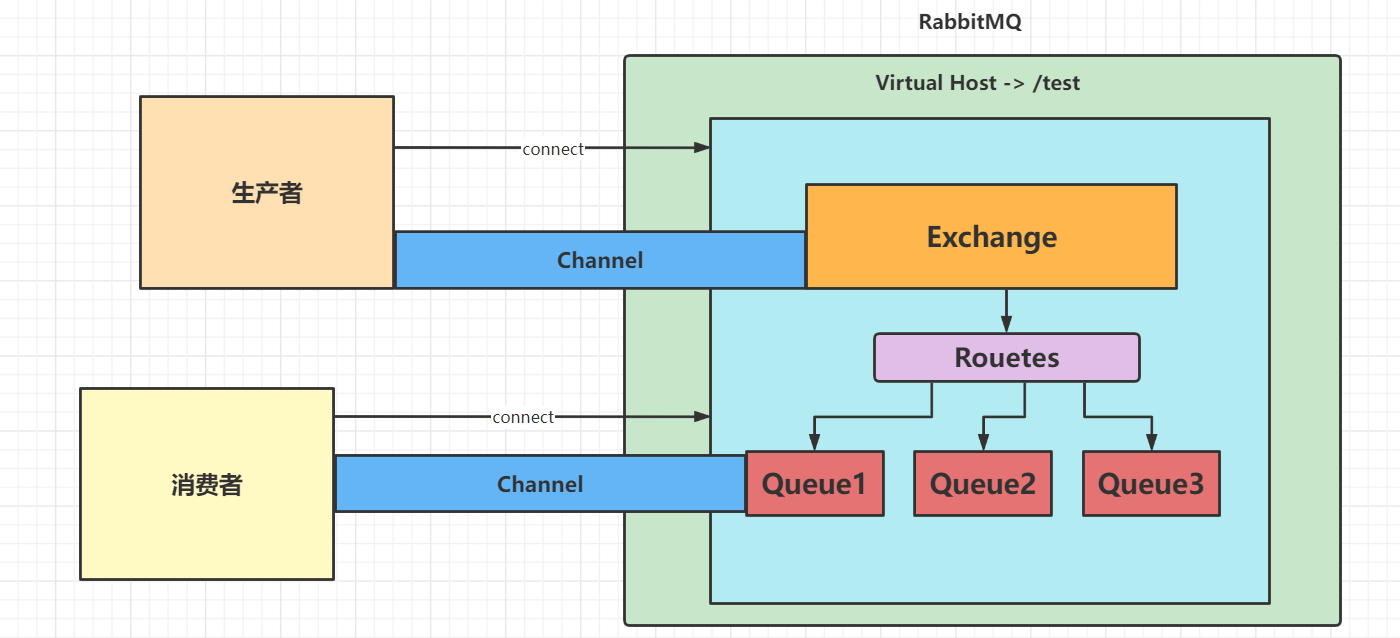 RabbitMQ
Virtual Host -> /test
生产者
connect
Exchange
Channel
Rouetes
消费者
connect
Channel
Queue1
Queue2
Queue3